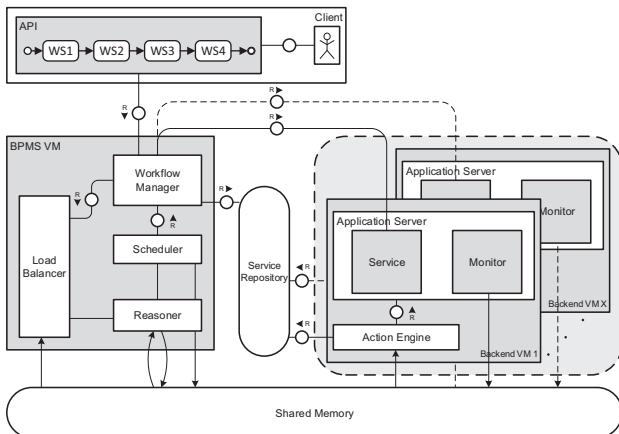 Client
API
WS1 WS2 WS3 WS4
R
R
R
BPMS VM
Workflow
Manager
R
R
R
Scheduler
Load
Balancer
Reasoner
Service
Repository
R
R
Application Server
Monitor
Application Server
Service
Monitor
R
Action Engine
Backend VM X
Backend VM 1
Shared Memory